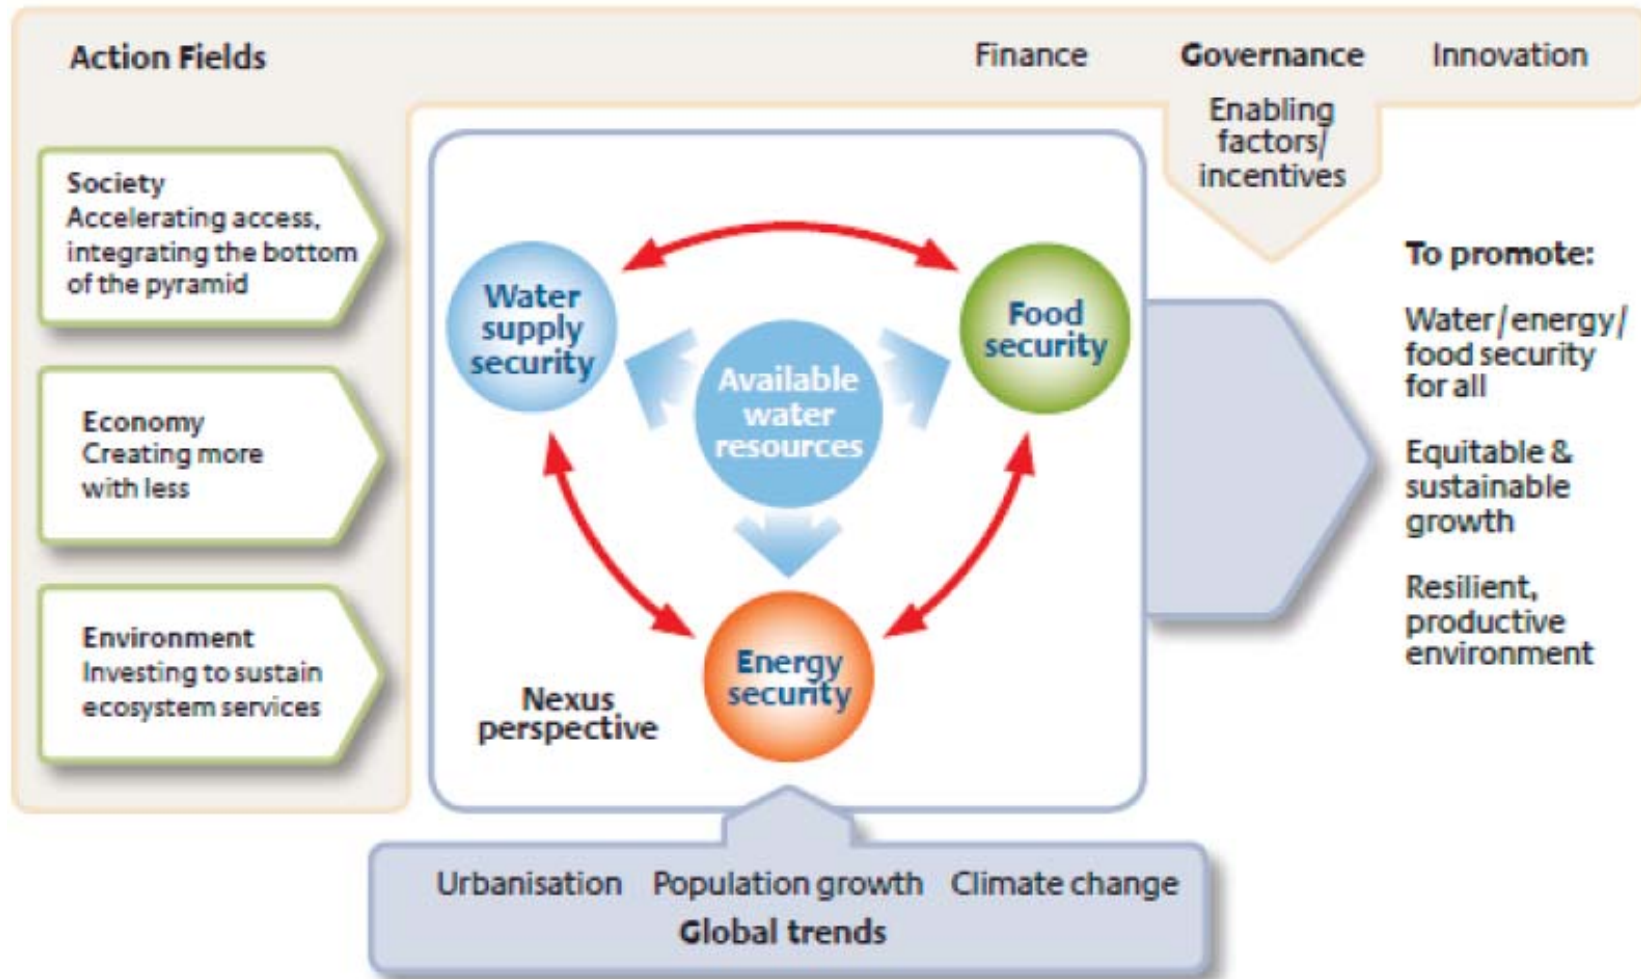 Action Fields
Finance
Governance
Innovation
Enabling
factors/
incentives
Society
Accelerating access,
integrating the bottom
of the pyramid
Economy
Creating more
with less
Environment
Investing to sustain
ecosystem services
Water
supply
security
Food
security
Available
water
resources
Energy
security
Nexus
perspective
To promote:
Water/energy/
food security
for all
Equitable &
sustainable
growth
Resilient,
productive
environment
Urbanisation
Population growth
Climate change
Global trends